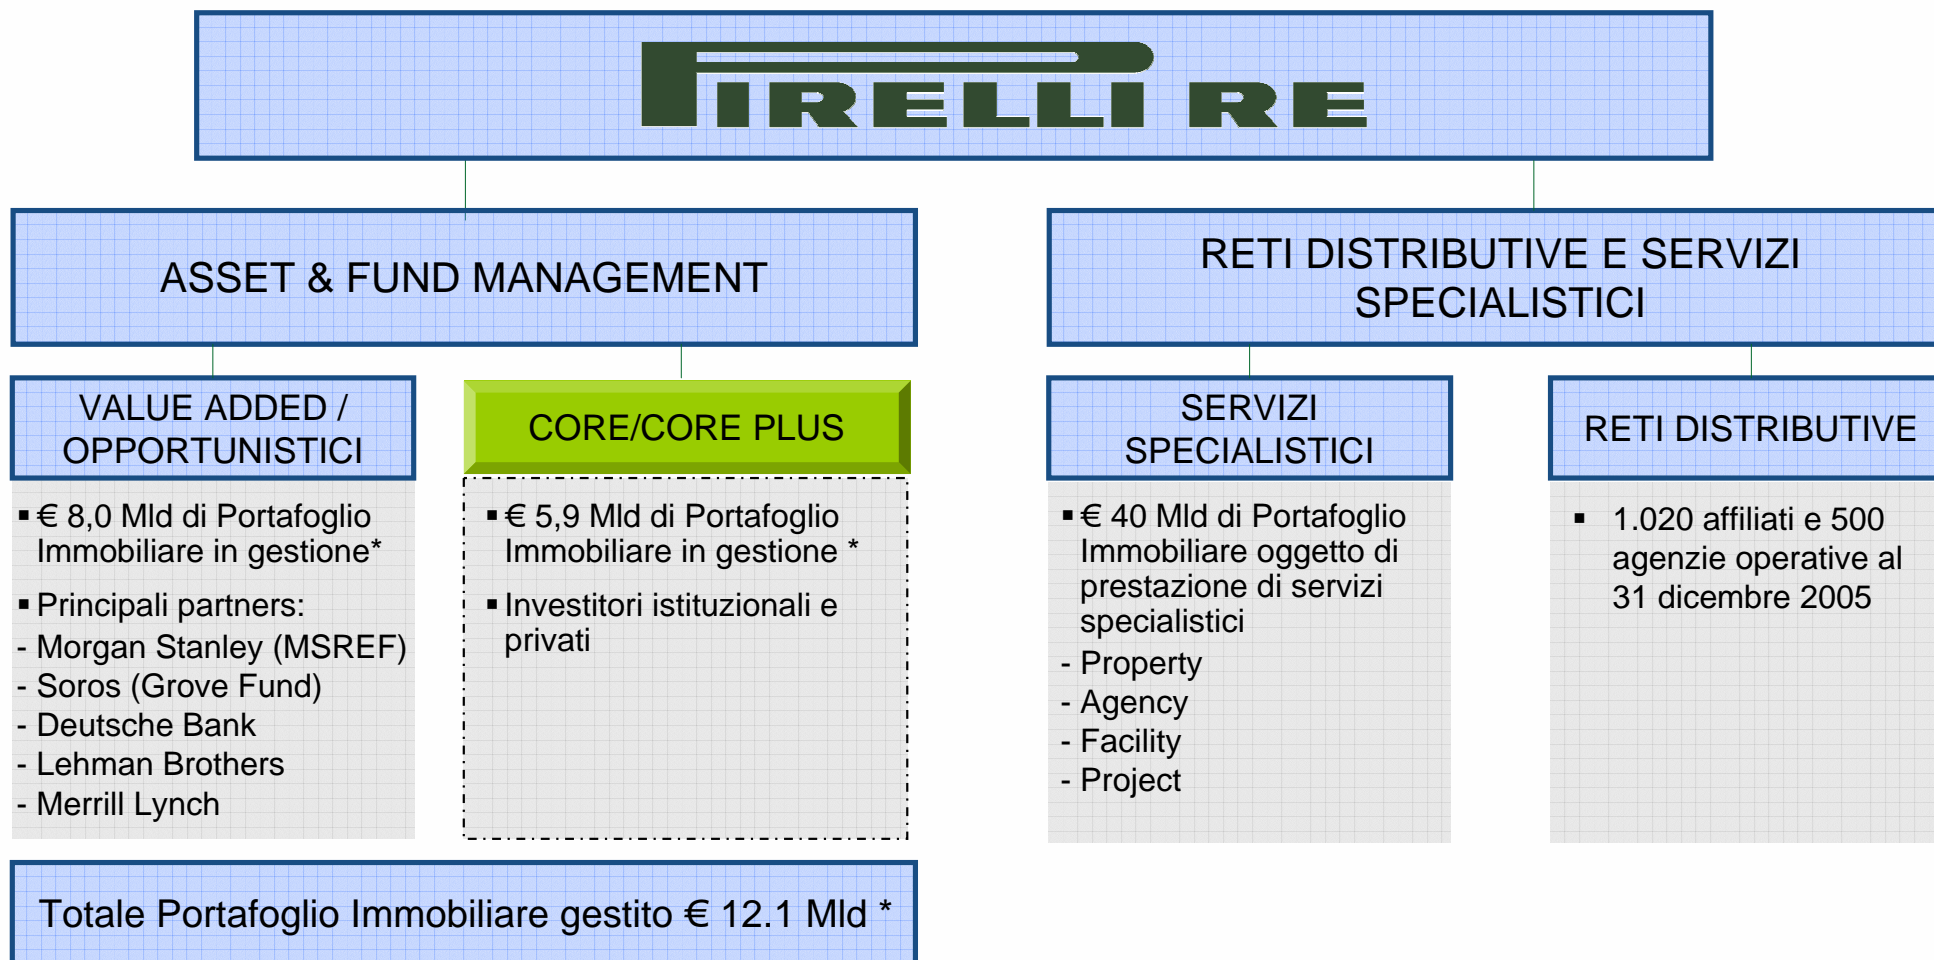 PIRELLI RE
ASSET & FUND MANAGEMENT
RETI DISTRIBUTIVE E SERVIZI
SPECIALISTICI
VALUE ADDED /
OPPORTUNISTICI
▪ € 8,0 Mld di Portafoglio
Immobiliare in gestione*
▪ Principali partners:
- Morgan Stanley (MSREF)
- Soros (Grove Fund)
- Deutsche Bank
- Lehman Brothers
- Merrill Lynch
CORE/CORE PLUS
▪ € 5,9 Mld di Portafoglio
Immobiliare in gestione *
▪ Investitori istituzionali e
privati
SERVIZI
SPECIALISTICI
▪ € 40 Mld di Portafoglio
Immobiliare oggetto di
prestazione di servizi
specialistici
- Property
- Agency
- Facility
- Project
RETI DISTRIBUTIVE
▪ 1.020 affiliati e 500
agenzie operative al
31 dicembre 2005
Totale Portafoglio Immobiliare gestito € 12.1 Mld *